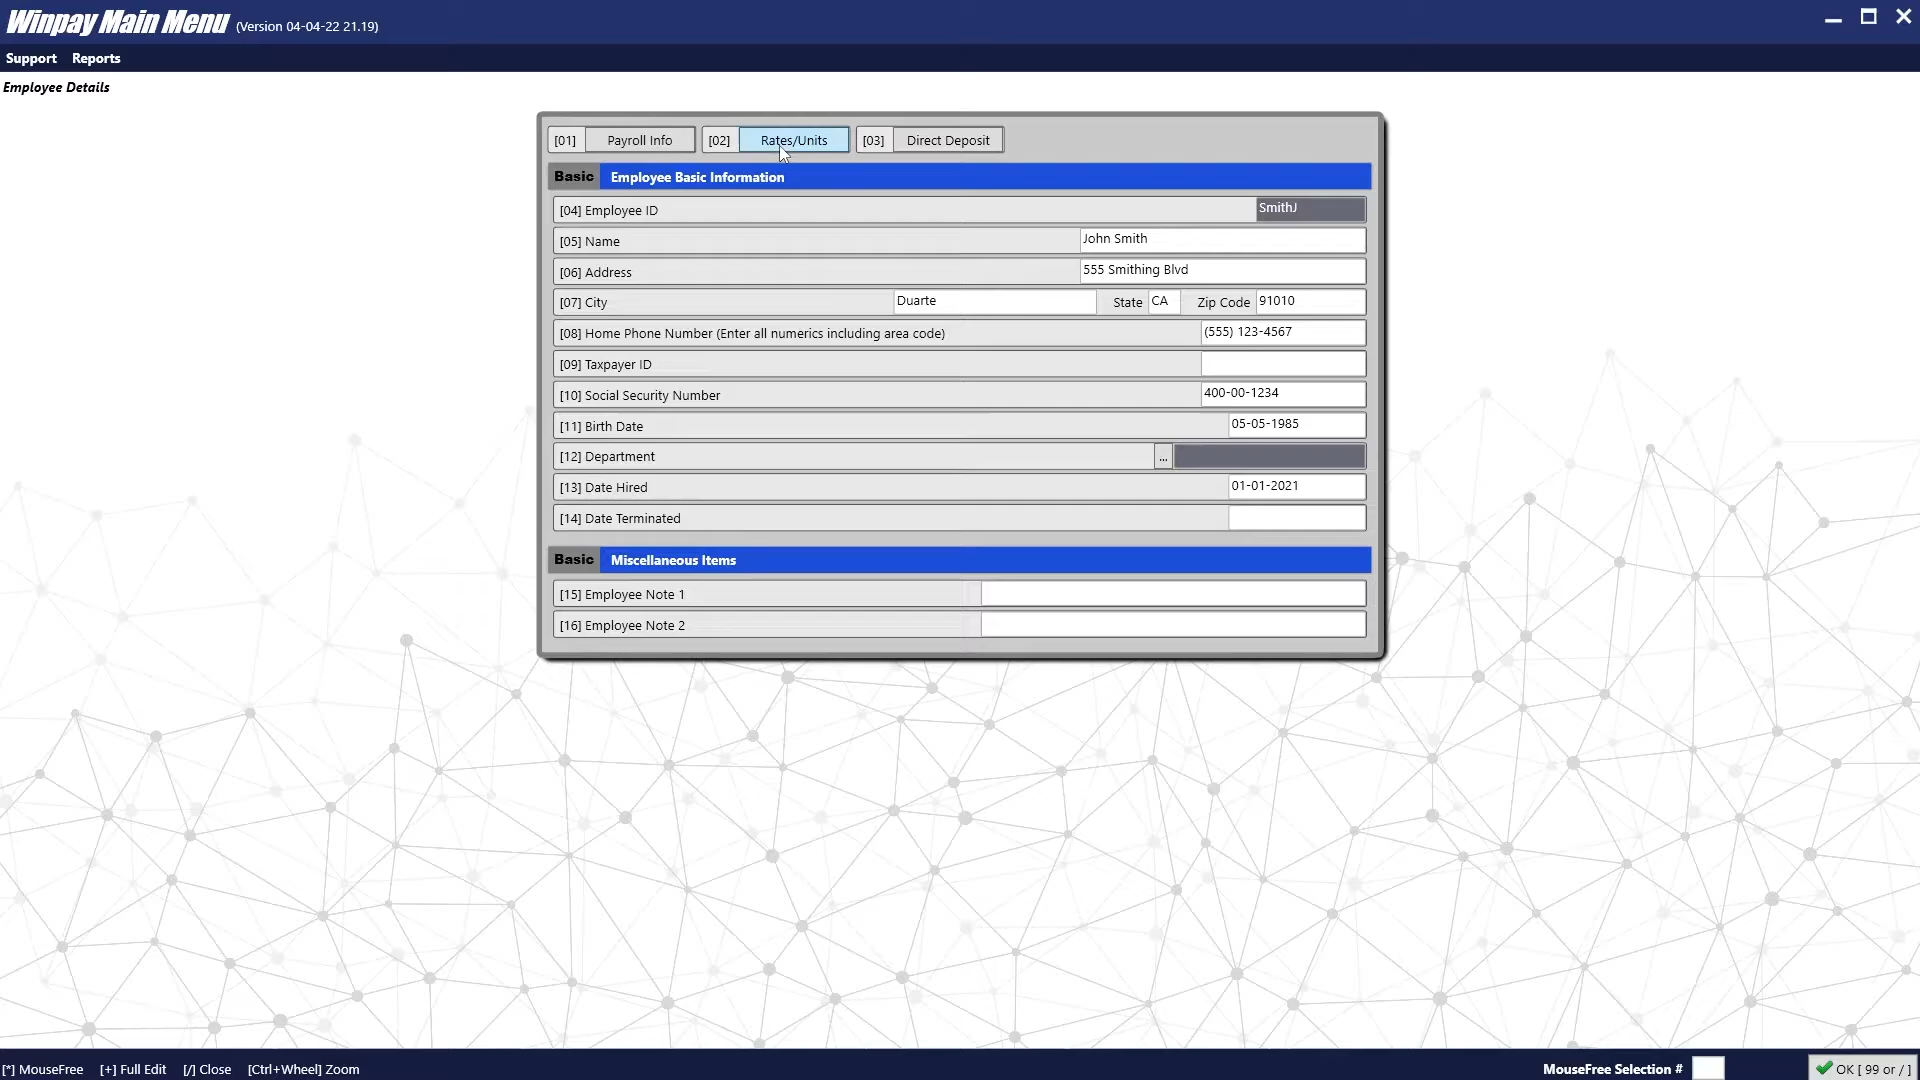 Winpay Main Menu (Version 04-04-22 21.19)
Support Reports
Employee Details
[01] Payroll Info [02] Rates/Units [03] Direct Deposit
Basic Employee Basic Information
[04] Employee ID SmithJ
[05] Name John Smith
[06] Address 555 Smithing Blvd
[07] City Duarte State CA Zip Code 91010
[08] Home Phone Number (Enter all numerics including area code) (555) 123-4567
[09] Taxpayer ID
[10] Social Security Number 400-00-1234
[11] Birth Date 05-05-1985
[12] Department ...
[13] Date Hired 01-01-2021
[14] Date Terminated
Basic Miscellaneous Items
[15] Employee Note 1
[16] Employee Note 2
[*] MouseFree [+] Full Edit [/] Close [Ctrl+Wheel] Zoom MouseFree Selection # OK [ 99 or / ]